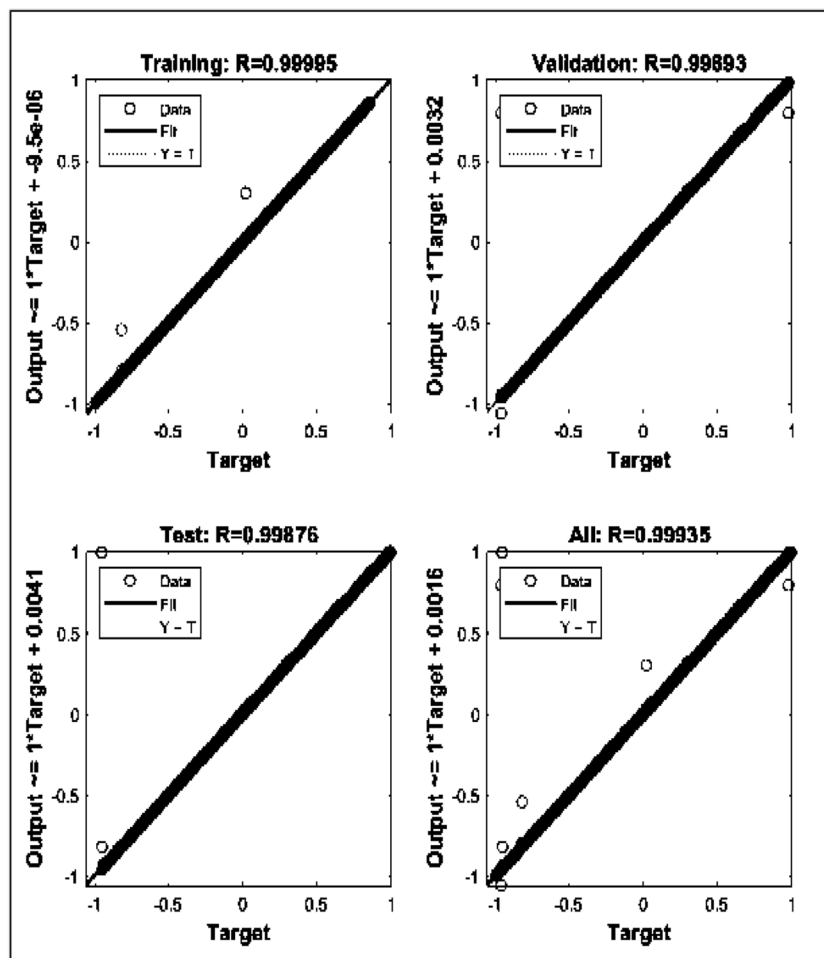 Training: R=0.99995
Output ~= 1*Target + -9.5e-06
1
0.5
0
-0.5
-1
Data
Fit
Y = T
-1 -0.5 0 0.5 1
Target
Validation: R=0.99893
Output ~= 1*Target + 0.0032
1
0.5
0
-0.5
-1
Data
Fit
Y = T
-1 -0.5 0 0.5 1
Target
Test: R=0.99876
Output ~= 1*Target + 0.0041
1
0.5
0
-0.5
-1
Data
Fit
Y = T
-1 -0.5 0 0.5 1
Target
All: R=0.99935
Output ~= 1*Target + 0.0016
1
0.5
0
-0.5
-1
Data
Fit
Y = T
-1 -0.5 0 0.5 1
Target